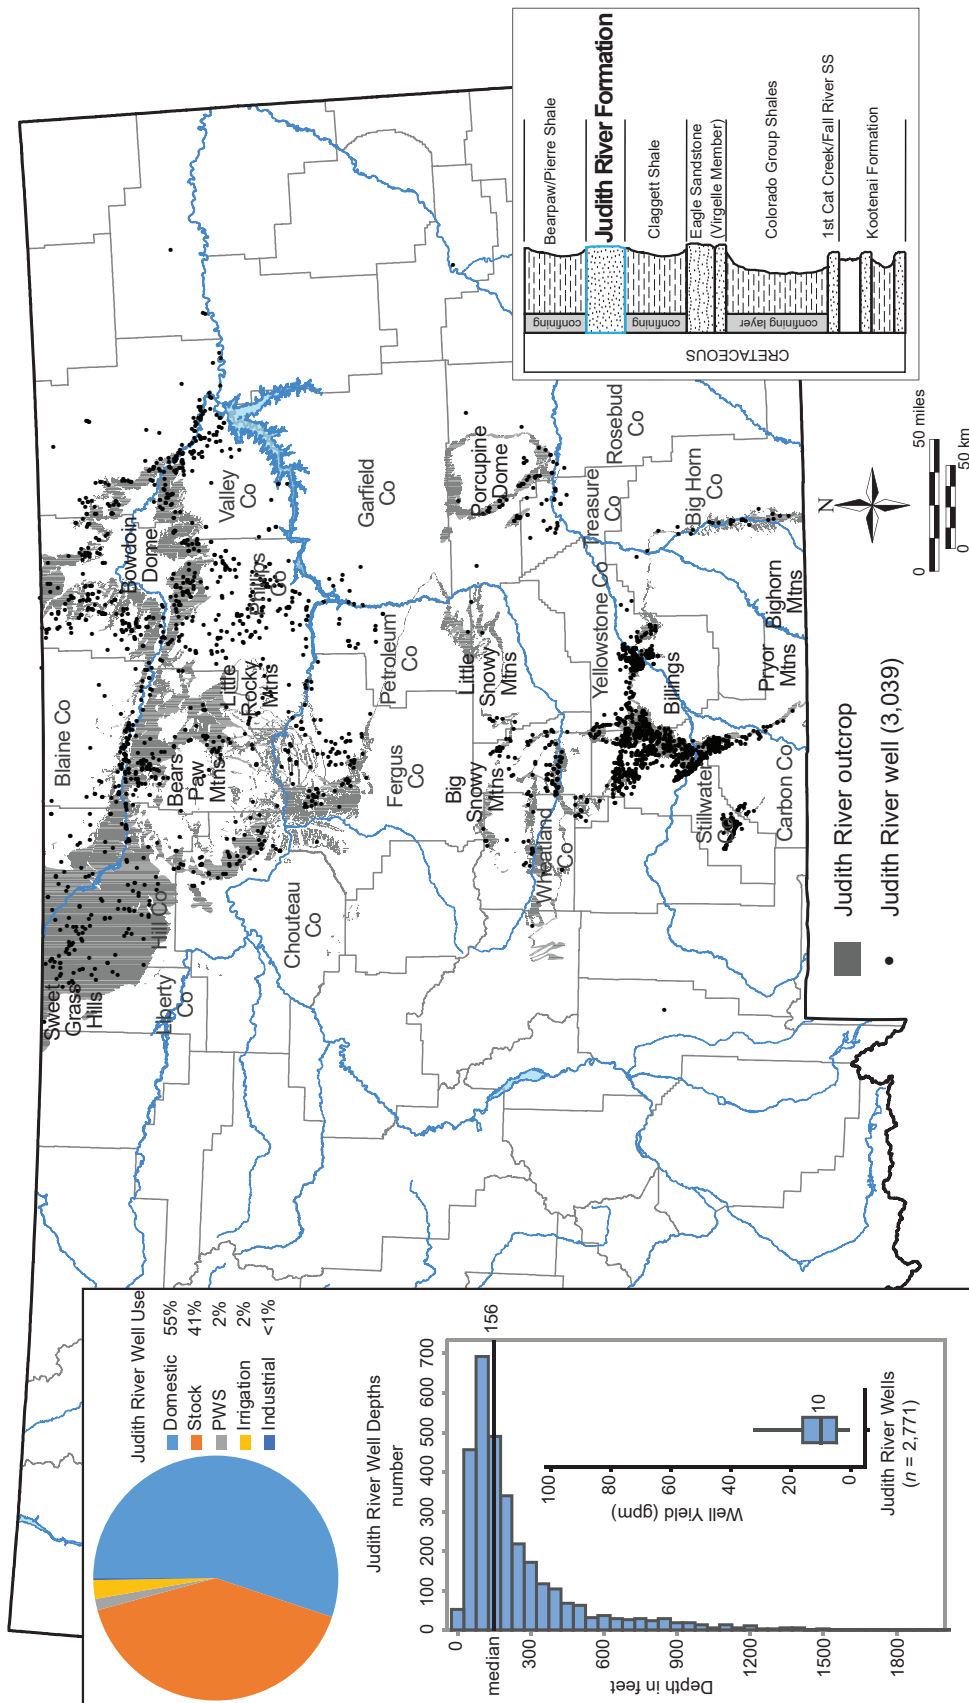 Judith River Well Use
Domestic 55%
Stock 41%
PWS 2%
Irrigation 2%
Industrial <1%
Judith River Well Depths
number
0 100 200 300 400 500 600 700
0
median
156
300
600
900
1200
1500
1800
Depth in feet
Well Yield (gpm)
100
80
60
40
20
0
10
Judith River Wells
(n = 2,771)
Sweet
Grass
Hills
Liberty
Co
Hill Co
Chouteau
Co
Blaine Co
Bears
Paw
Mtns
Little
Rocky
Mtns
Phillips
Co
Bowdoin
Dome
Valley
Co
Garfield
Co
Petroleum
Co
Fergus
Co
Big
Snowy
Mtns
Little
Snowy
Mtns
Porcupine
Dome
Wheatland
Co
Yellowstone Co
Treasure
Co
Rosebud
Co
Big Horn
Co
Billings
Stillwater
Co
Carbon Co
Pryor
Mtns
Bighorn
Mtns
Judith River outcrop
Judith River well (3,039)
N
0 50 miles
0 50 km
CRETACEOUS
confining
confining
confining layer
Bearpaw/Pierre Shale
Judith River Formation
Claggett Shale
Eagle Sandstone
(Virgelle Member)
Colorado Group Shales
1st Cat Creek/Fall River SS
Kootenai Formation